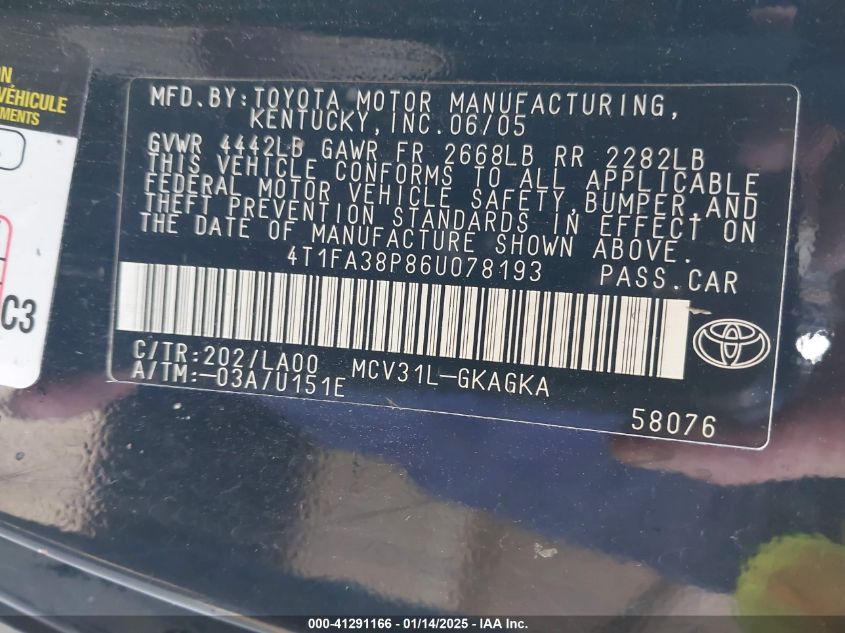 ON
VÉHICULE
EMENTS
C3
MFD.BY:TOYOTA MOTOR MANUFACTURING,
KENTUCKY,INC.06/05
GVWR 4442LB GAWR FR 2668LB RR 2282LB
THIS VEHICLE CONFORMS TO ALL APPLICABLE
FEDERAL MOTOR VEHICLE SAFETY,BUMPER,AND
THEFT PREVENTION STANDARDS IN EFFECT ON
THE DATE OF MANUFACTURE SHOWN ABOVE.
4T1FA38P86U078193 PASS.CAR
C/TR:202/LA00 MCV31L-GKAGKA
A/TM:-03A/U151E
58076
000-41291166 - 01/14/2025 - IAA Inc.